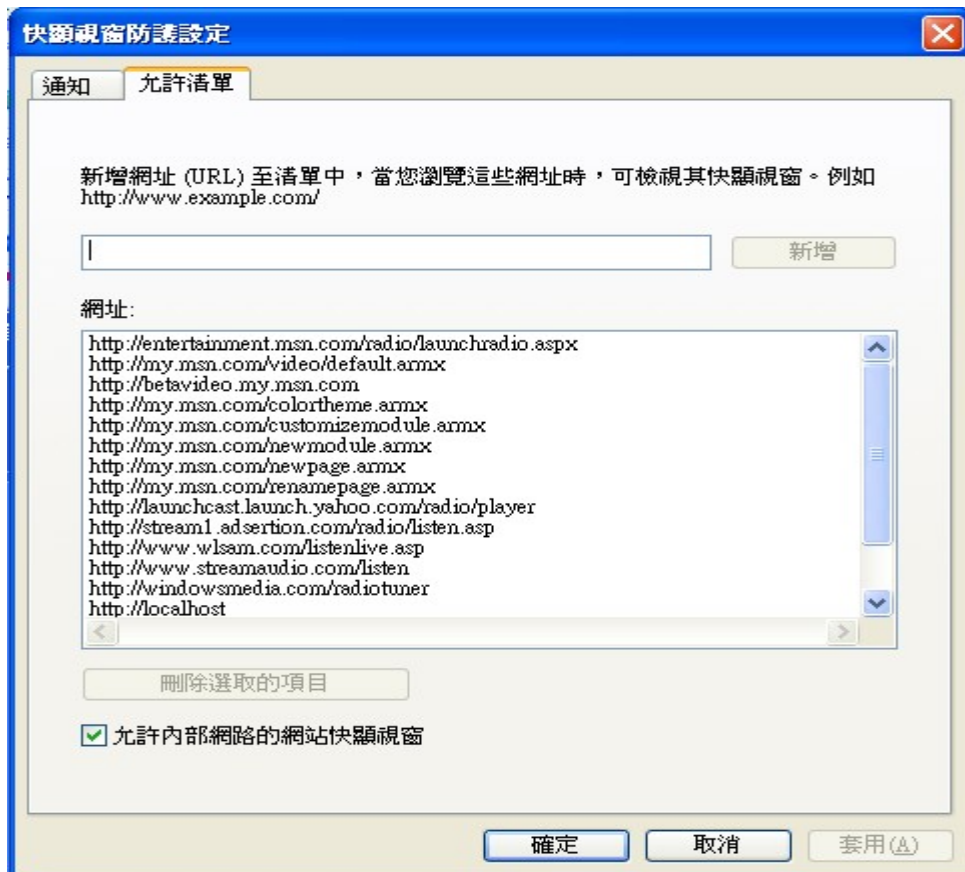 快顯視窗防護設定
通知
允許清單
新增網址 (URL) 至清單中，當您瀏覽這些網址時，可檢視其快顯視窗。例如
http://www.example.com/
新增
網址:
http://entertainment.msn.com/radio/launchradio.aspx
http://my.msn.com/video/default.armx
http://betavideo.my.msn.com
http://my.msn.com/colortheme.armx
http://my.msn.com/customizemodule.armx
http://my.msn.com/newmodule.armx
http://my.msn.com/newpage.armx
http://my.msn.com/renamepage.armx
http://launchcast.launch.yahoo.com/radio/player
http://stream1.adsertion.com/radio/listen.asp
http://www.wlsam.com/listenlive.asp
http://www.streamaudio.com/listen
http://windowsmedia.com/radiotuner
http://localhost
刪除選取的項目
允許內部網路的網站快顯視窗
確定
取消
套用(A)